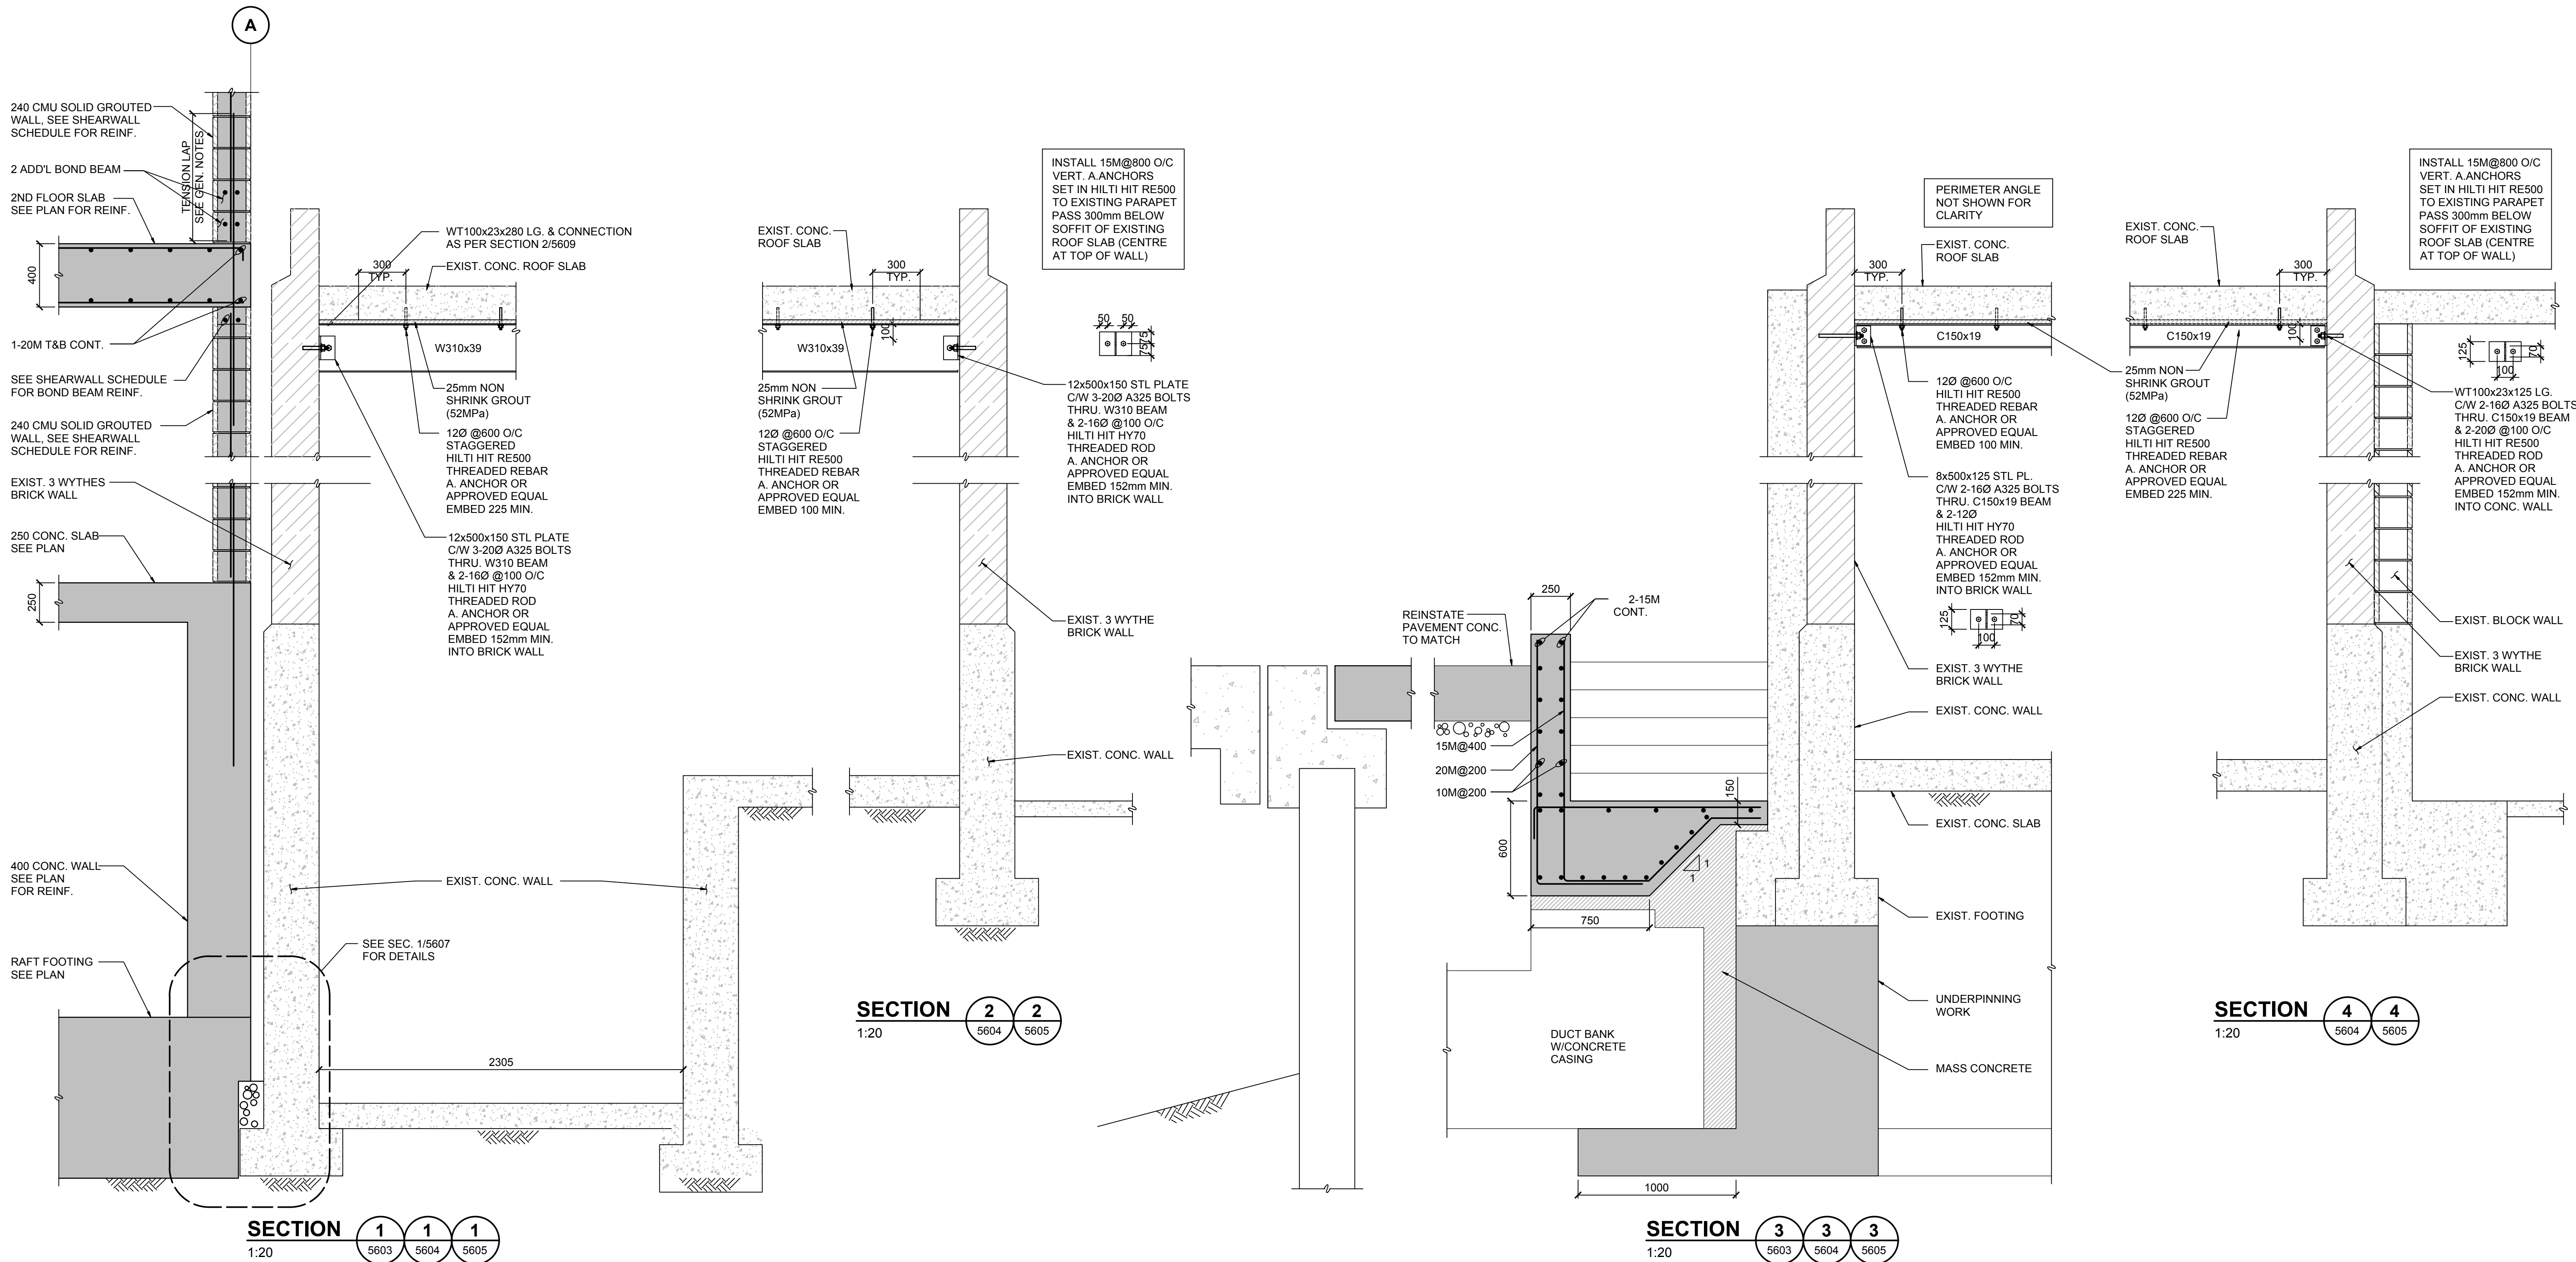 A
240 CMU SOLID GROUTED
WALL, SEE SHEARWALL
SCHEDULE FOR REINF.
2 ADD'L BOND BEAM
2ND FLOOR SLAB
SEE PLAN FOR REINF.
TENSION LAP
SEE GEN. NOTES
400
1-20M T&B CONT.
SEE SHEARWALL SCHEDULE
FOR BOND BEAM REINF.
240 CMU SOLID GROUTED
WALL, SEE SHEARWALL
SCHEDULE FOR REINF.
EXIST. 3 WYTHES
BRICK WALL
250 CONC. SLAB
SEE PLAN
250
400 CONC. WALL
SEE PLAN
FOR REINF.
RAFT FOOTING
SEE PLAN
WT100x23x280 LG. & CONNECTION
AS PER SECTION 2/5609
EXIST. CONC. ROOF SLAB
300
TYP.
W310x39
25mm NON
SHRINK GROUT
(52MPa)
12Ø @600 O/C
STAGGERED
HILTI HIT RE500
THREADED REBAR
A. ANCHOR OR
APPROVED EQUAL
EMBED 225 MIN.
12x500x150 STL PLATE
C/W 3-20Ø A325 BOLTS
THRU. W310 BEAM
& 2-16Ø @100 O/C
HILTI HIT HY70
THREADED ROD
A. ANCHOR OR
APPROVED EQUAL
EMBED 152mm MIN.
INTO BRICK WALL
EXIST. CONC. WALL
SEE SEC. 1/5607
FOR DETAILS
2305
SECTION
1:20
1
5603
1
5604
1
5605
EXIST. CONC.
ROOF SLAB
300
TYP.
100
W310x39
25mm NON
SHRINK GROUT
(52MPa)
12Ø @600 O/C
STAGGERED
HILTI HIT RE500
THREADED REBAR
A. ANCHOR OR
APPROVED EQUAL
EMBED 100 MIN.
INSTALL 15M@800 O/C
VERT. A.ANCHORS
SET IN HILTI HIT RE500
TO EXISTING PARAPET
PASS 300mm BELOW
SOFFIT OF EXISTING
ROOF SLAB (CENTRE
AT TOP OF WALL)
50
50
75
75
12x500x150 STL PLATE
C/W 3-20Ø A325 BOLTS
THRU. W310 BEAM
& 2-16Ø @100 O/C
HILTI HIT HY70
THREADED ROD
A. ANCHOR OR
APPROVED EQUAL
EMBED 152mm MIN.
INTO BRICK WALL
EXIST. 3 WYTHE
BRICK WALL
EXIST. CONC. WALL
SECTION
1:20
2
5604
2
5605
PERIMETER ANGLE
NOT SHOWN FOR
CLARITY
EXIST. CONC.
ROOF SLAB
300
TYP.
C150x19
12Ø @600 O/C
HILTI HIT RE500
THREADED REBAR
A. ANCHOR OR
APPROVED EQUAL
EMBED 100 MIN.
8x500x125 STL PL.
C/W 2-16Ø A325 BOLTS
THRU. C150x19 BEAM
& 2-12Ø
HILTI HIT HY70
THREADED ROD
A. ANCHOR OR
APPROVED EQUAL
EMBED 152mm MIN.
INTO BRICK WALL
125
70
100
EXIST. 3 WYTHE
BRICK WALL
EXIST. CONC. WALL
EXIST. CONC. SLAB
EXIST. FOOTING
UNDERPINNING
WORK
MASS CONCRETE
250
2-15M
CONT.
REINSTATE
PAVEMENT CONC.
TO MATCH
15M@400
20M@200
10M@200
150
600
1
1
750
DUCT BANK
W/CONCRETE
CASING
1000
SECTION
1:20
3
5603
3
5604
3
5605
EXIST. CONC.
ROOF SLAB
300
TYP.
100
C150x19
25mm NON
SHRINK GROUT
(52MPa)
12Ø @600 O/C
STAGGERED
HILTI HIT RE500
THREADED REBAR
A. ANCHOR OR
APPROVED EQUAL
EMBED 225 MIN.
INSTALL 15M@800 O/C
VERT. A.ANCHORS
SET IN HILTI HIT RE500
TO EXISTING PARAPET
PASS 300mm BELOW
SOFFIT OF EXISTING
ROOF SLAB (CENTRE
AT TOP OF WALL)
125
70
100
WT100x23x125 LG.
C/W 2-16Ø A325 BOLTS
THRU. C150x19 BEAM
& 2-20Ø @100 O/C
HILTI HIT RE500
THREADED ROD
A. ANCHOR OR
APPROVED EQUAL
EMBED 152mm MIN.
INTO CONC. WALL
EXIST. BLOCK WALL
EXIST. 3 WYTHE
BRICK WALL
EXIST. CONC. WALL
SECTION
1:20
4
5604
4
5605